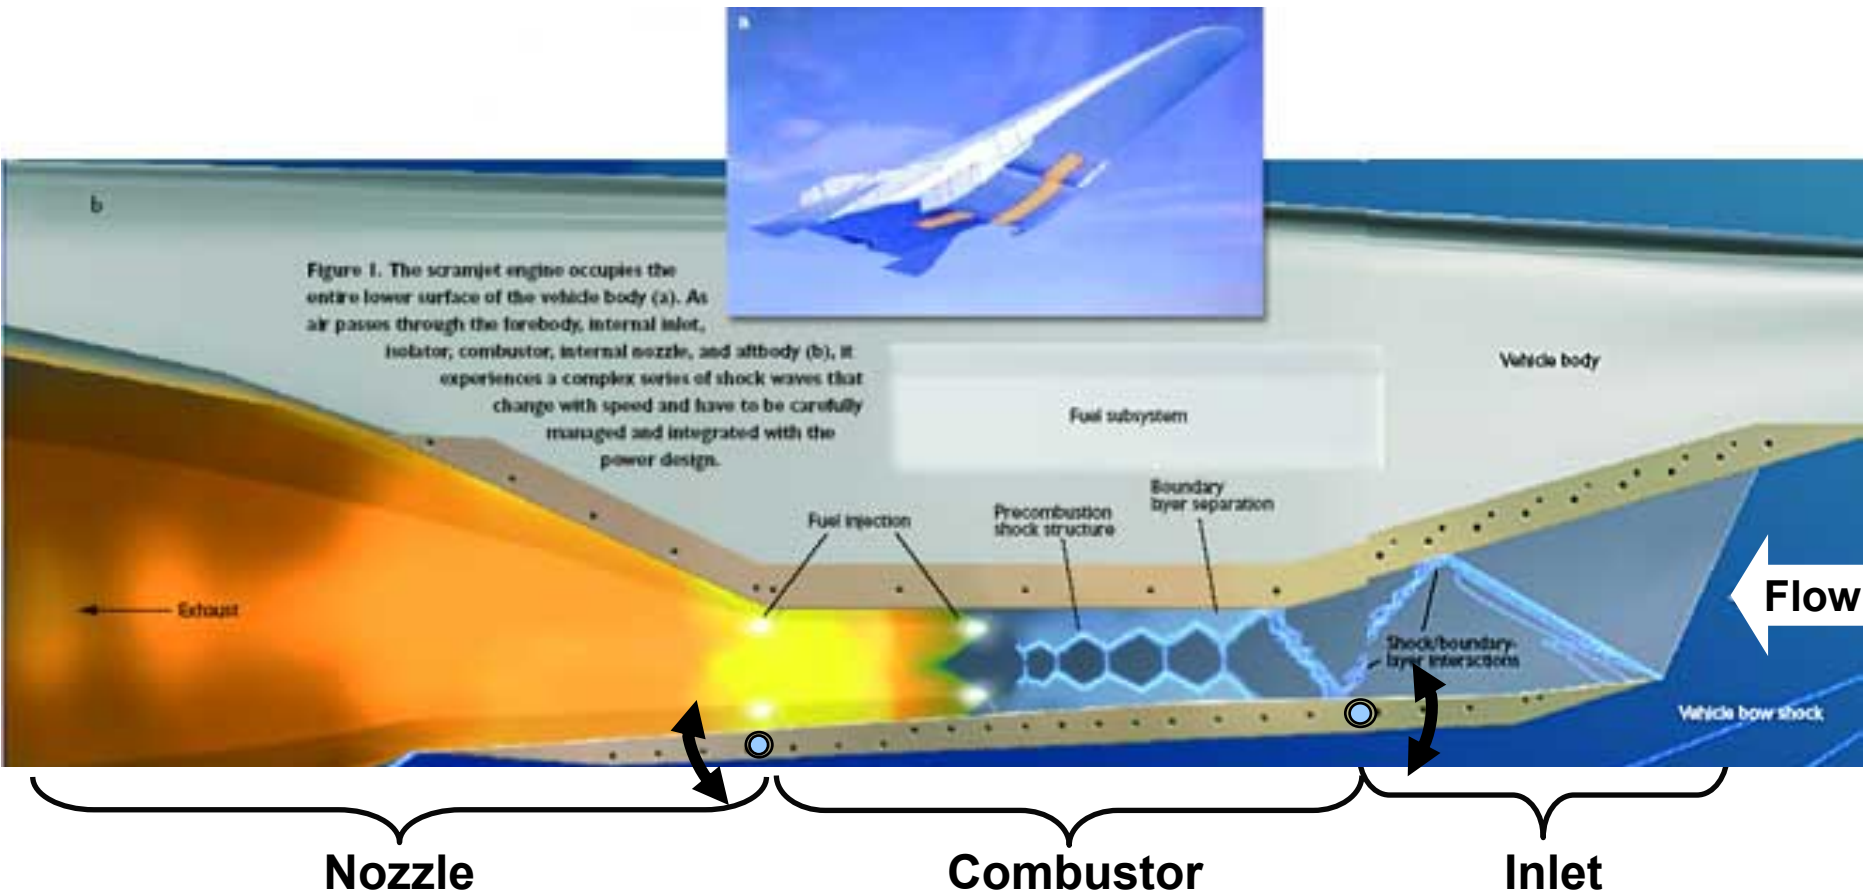 a
b
Figure 1. The scramjet engine occupies the
entire lower surface of the vehicle body (a). As
air passes through the forebody, internal inlet,
isolator, combustor, internal nozzle, and aftbody (b), it
experiences a complex series of shock waves that
change with speed and have to be carefully
managed and integrated with the
power design.
Vehicle body
Fuel subsystem
Boundary
layer separation
Precombustion
shock structure
Fuel injection
Flow
Exhaust
Shock/boundary-
layer interactions
Vehicle bow shock
Nozzle
Combustor
Inlet